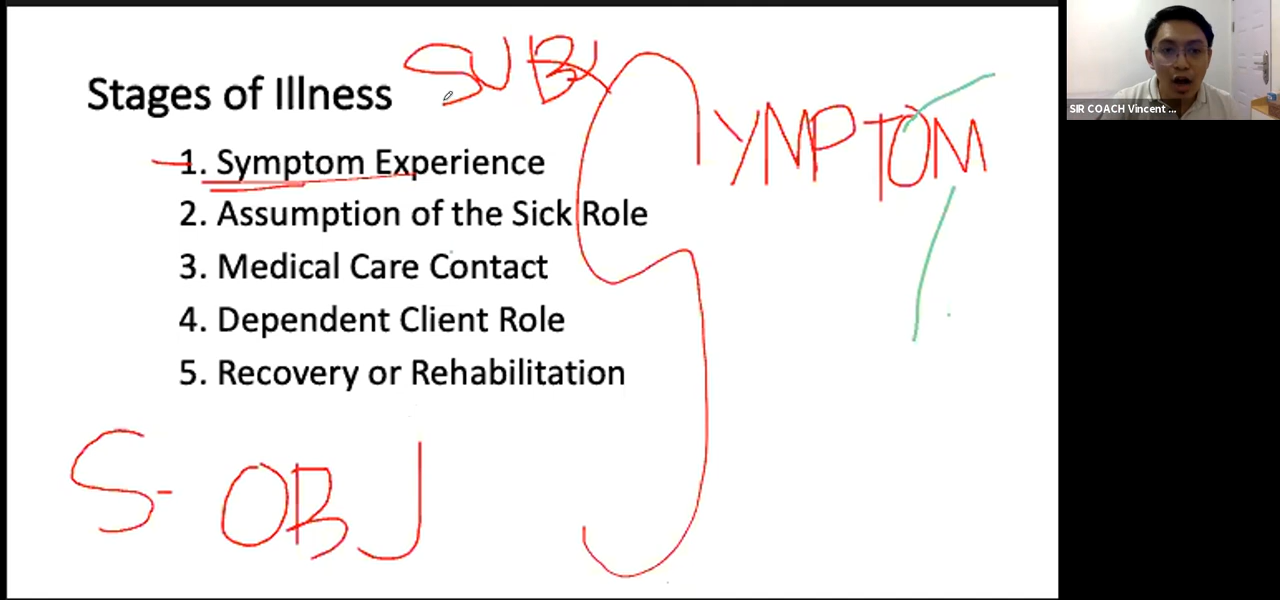 SUBJ
Stages of Illness
SYMPTOM
1. Symptom Experience
2. Assumption of the Sick Role
3. Medical Care Contact
4. Dependent Client Role
5. Recovery or Rehabilitation
S- OBJ
SIR COACH Vincent ...